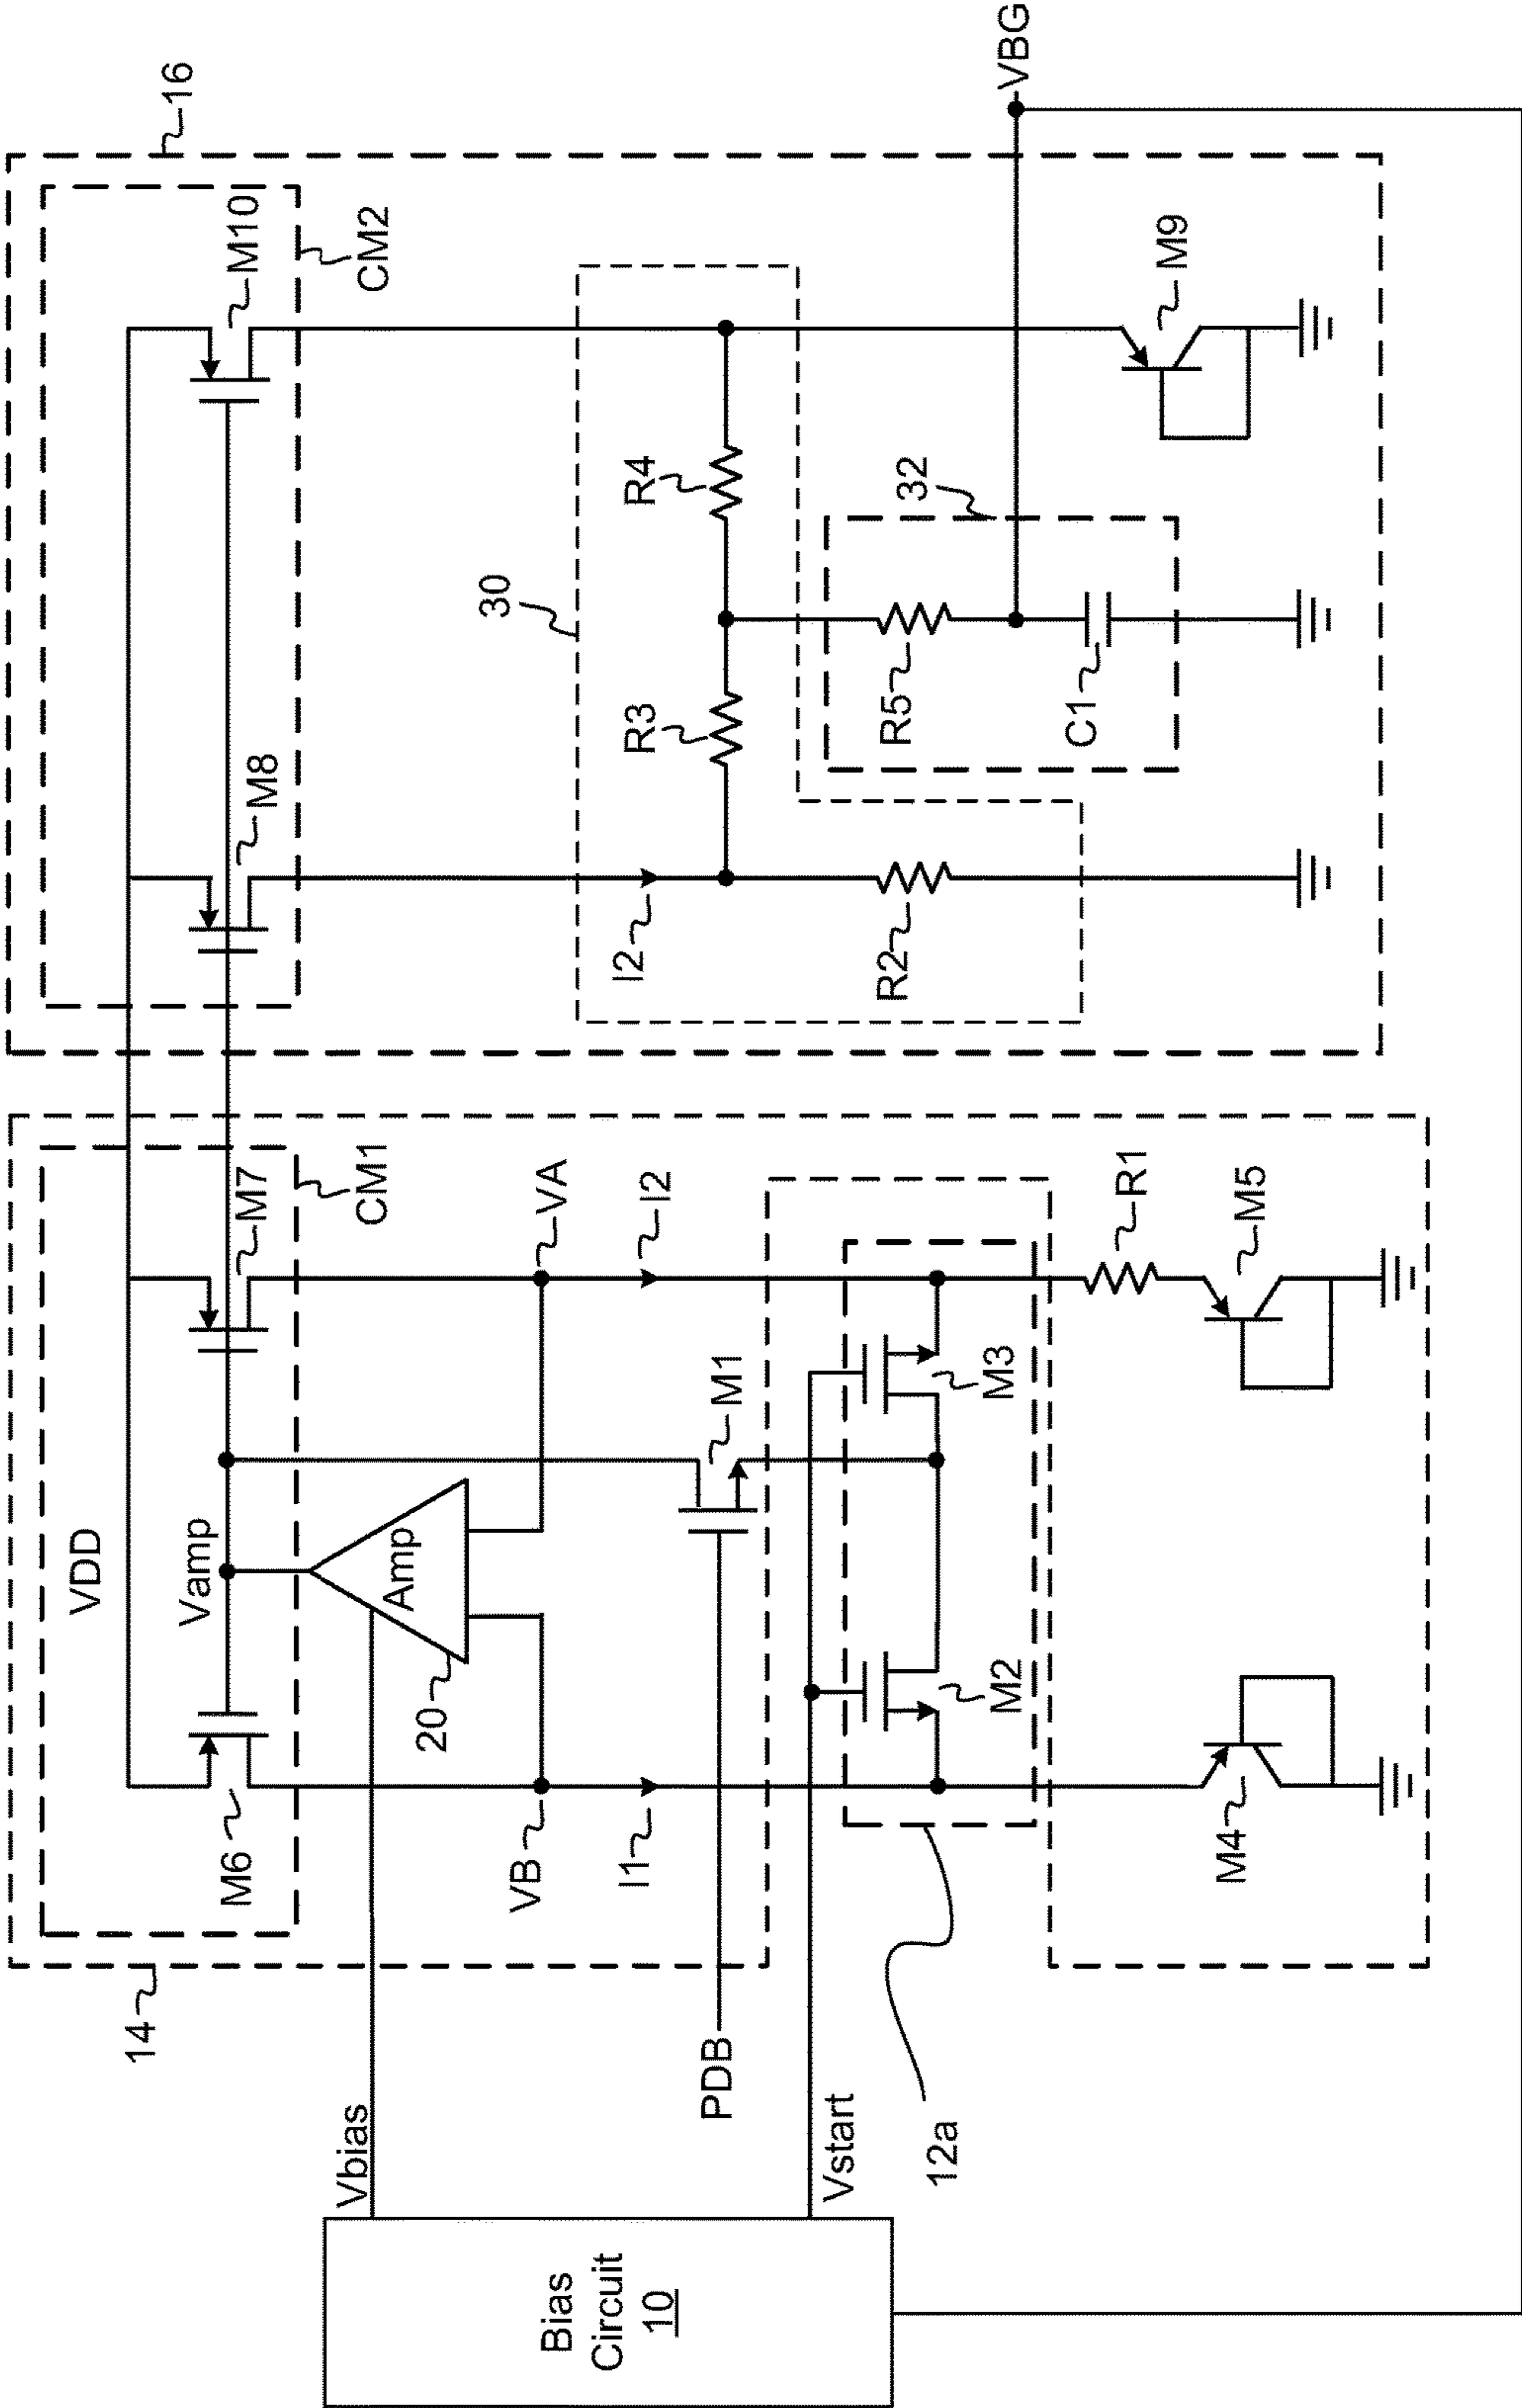 Bias
Circuit
10
Vbias
Vstart
PDB
12a
14
VDD
Vamp
M6
M7
CM1
Amp
20
VB
VA
I1
I2
M1
M2
M3
M4
R1
M5
16
M8
M10
CM2
30
I2
R3
R4
R2
R5
32
C1
M9
VBG